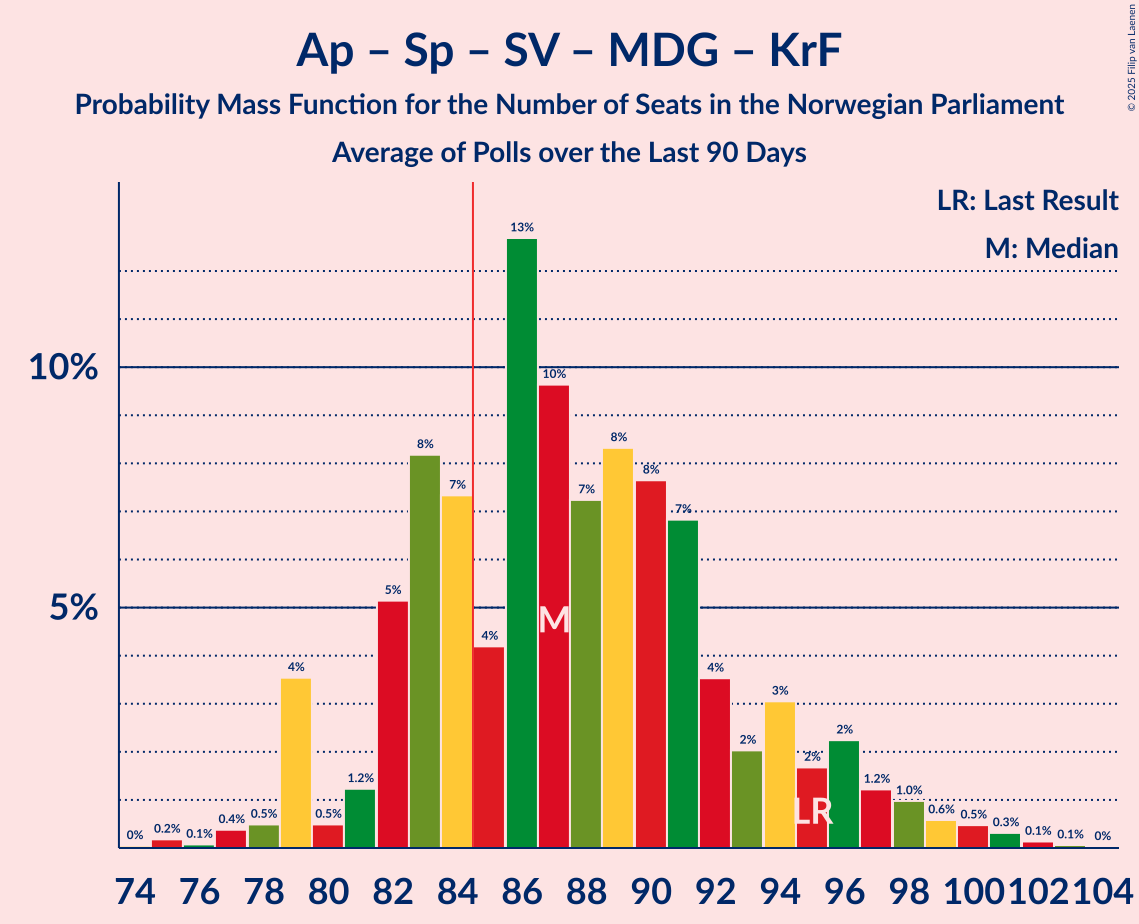 Ap – Sp – SV – MDG – KrF
Probability Mass Function for the Number of Seats in the Norwegian Parliament
Average of Polls over the Last 90 Days
© 2025 Filip van Laenen
LR: Last Result
M: Median
10%
5%
0% 0.2% 0.1% 0.4% 0.5% 4% 0.5% 1.2% 5% 8% 7% 4% 13% 10% 7% 8% 8% 7% 4% 2% 3% 2% 2% 1.2% 1.0% 0.6% 0.5% 0.3% 0.1% 0.1% 0%
M
LR
74 76 78 80 82 84 86 88 90 92 94 96 98 100 102 104